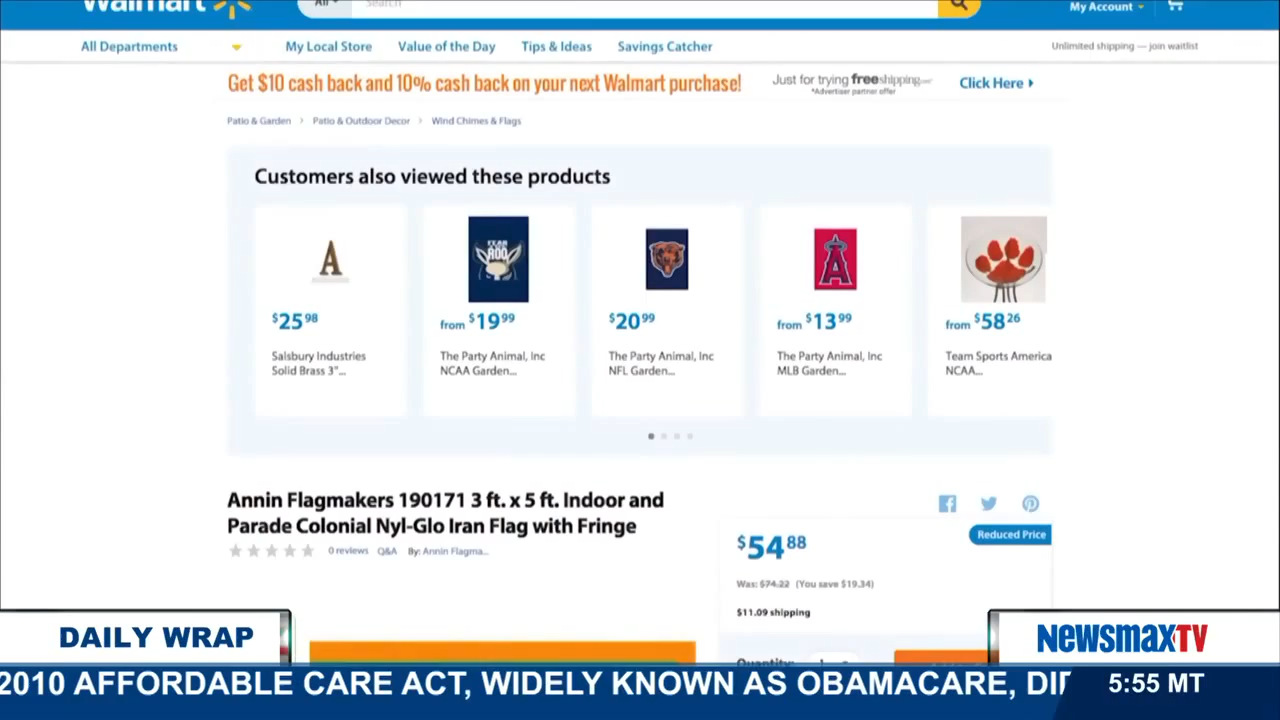 Walmart
All
Search
My Account
All Departments
My Local Store
Value of the Day
Tips & Ideas
Savings Catcher
Unlimited shipping — join waitlist
Get $10 cash back and 10% cash back on your next Walmart purchase!
Just for trying freeshipping.com
*Advertiser partner offer
Click Here
Patio & Garden > Patio & Outdoor Decor > Wind Chimes & Flags
Customers also viewed these products
A
FEAR
ROO
A
$25.98
from $19.99
$20.99
from $13.99
from $58.26
Salsbury Industries
Solid Brass 3"...
The Party Animal, Inc
NCAA Garden...
The Party Animal, Inc
NFL Garden...
The Party Animal, Inc
MLB Garden...
Team Sports America
NCAA...
Annin Flagmakers 190171 3 ft. x 5 ft. Indoor and
Parade Colonial Nyl-Glo Iran Flag with Fringe
0 reviews Q&A By: Annin Flagma...
Reduced Price
$54.88
Was: $74.22 (You save $19.34)
$11.09 shipping
Quantity:
DAILY WRAP
NEWSMAXTV
2010 AFFORDABLE CARE ACT, WIDELY KNOWN AS OBAMACARE,
5:55 MT